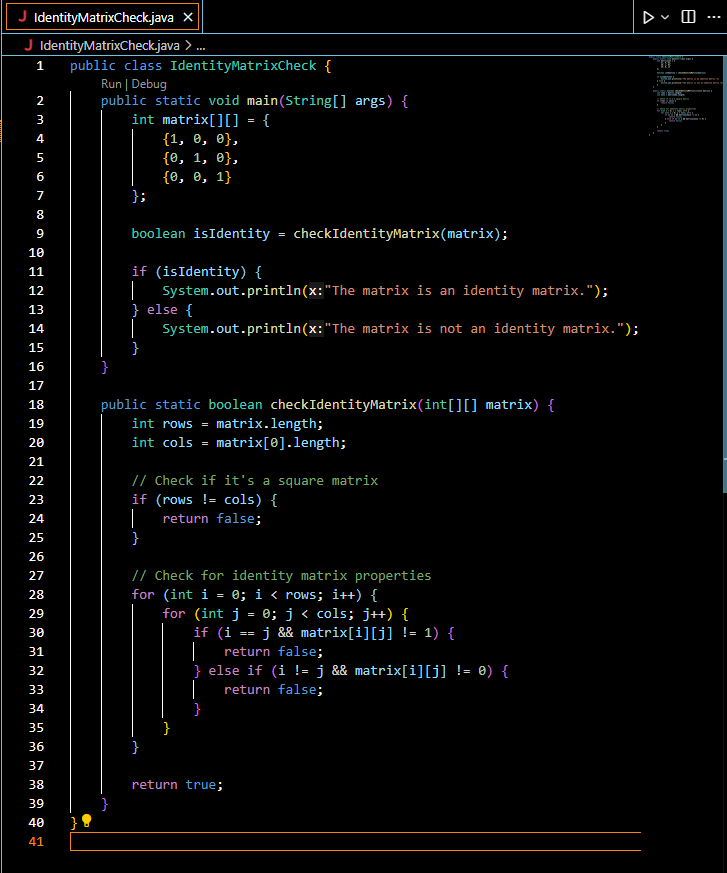 IdentityMatrixCheck.java
IdentityMatrixCheck.java > ...
1 public class IdentityMatrixCheck {
Run | Debug
2 public static void main(String[] args) {
3 int matrix[][] = {
4 {1, 0, 0},
5 {0, 1, 0},
6 {0, 0, 1}
7 };
8
9 boolean isIdentity = checkIdentityMatrix(matrix);
10
11 if (isIdentity) {
12 System.out.println(x:"The matrix is an identity matrix.");
13 } else {
14 System.out.println(x:"The matrix is not an identity matrix.");
15 }
16 }
17
18 public static boolean checkIdentityMatrix(int[][] matrix) {
19 int rows = matrix.length;
20 int cols = matrix[0].length;
21
22 // Check if it's a square matrix
23 if (rows != cols) {
24 return false;
25 }
26
27 // Check for identity matrix properties
28 for (int i = 0; i < rows; i++) {
29 for (int j = 0; j < cols; j++) {
30 if (i == j && matrix[i][j] != 1) {
31 return false;
32 } else if (i != j && matrix[i][j] != 0) {
33 return false;
34 }
35 }
36 }
37
38 return true;
39 }
40 }
41